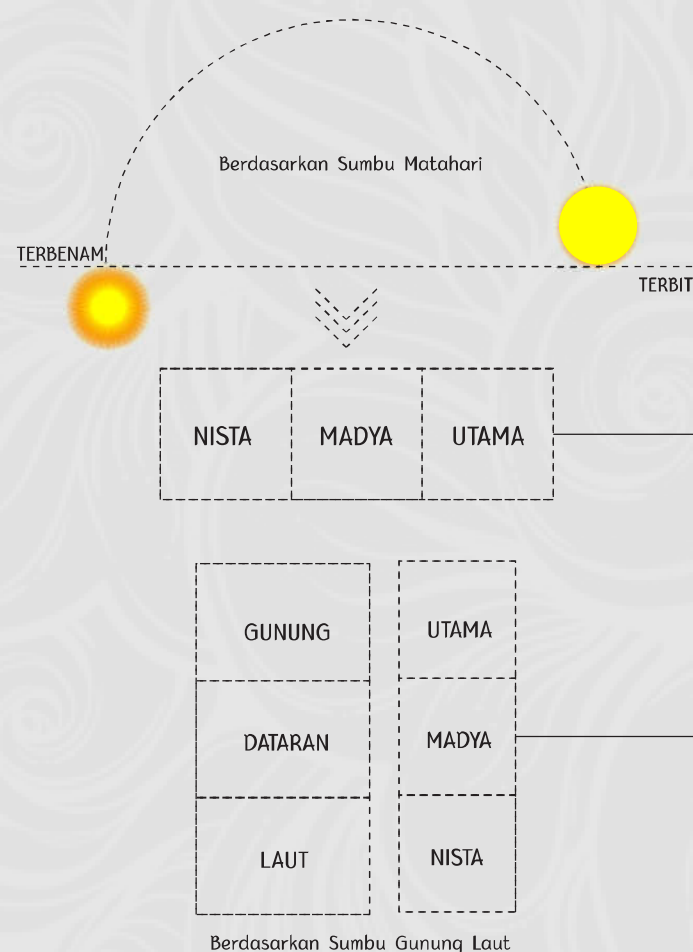 Berdasarkan Sumbu Matahari
TERBENAM
TERBIT
NISTA MADYA UTAMA
GUNUNG UTAMA
DATARAN MADYA
LAUT NISTA
Berdasarkan Sumbu Gunung Laut